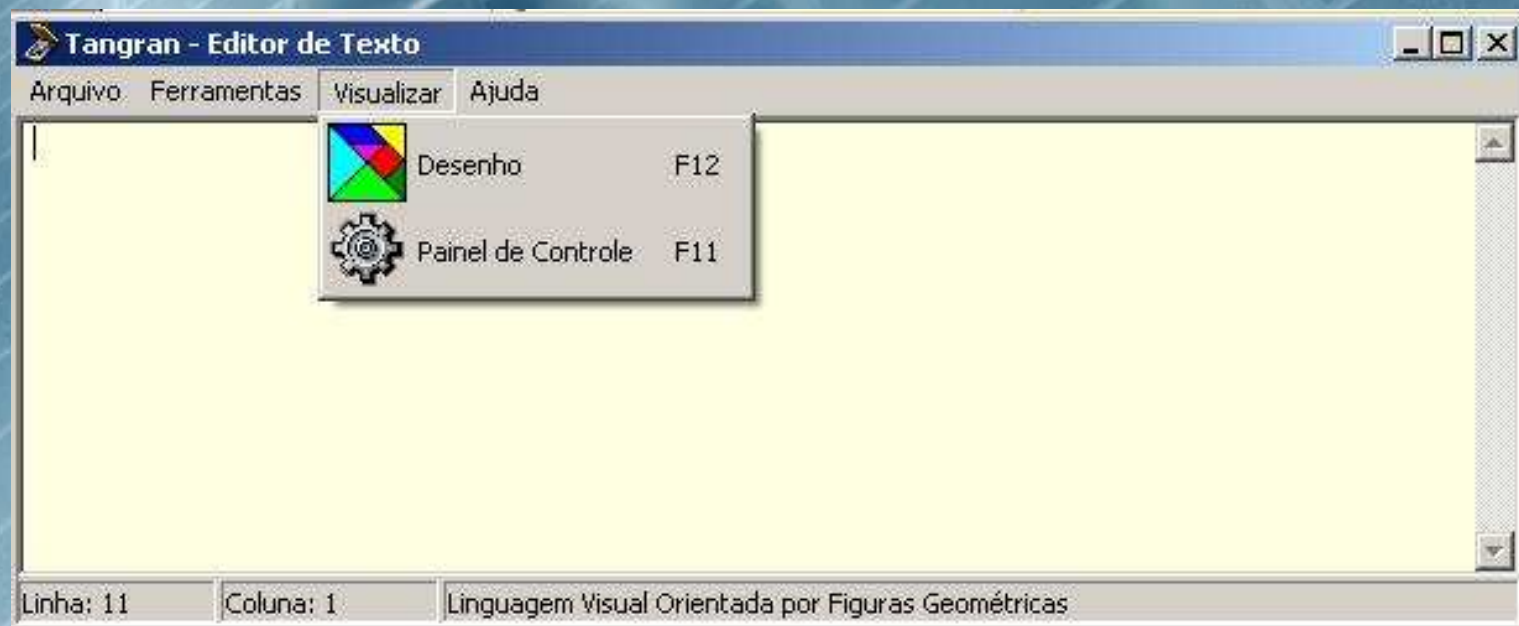 Tangran - Editor de Texto
Arquivo Ferramentas Visualizar Ajuda
Desenho F12
Painel de Controle F11
Linha: 11 Coluna: 1 Linguagem Visual Orientada por Figuras Geométricas